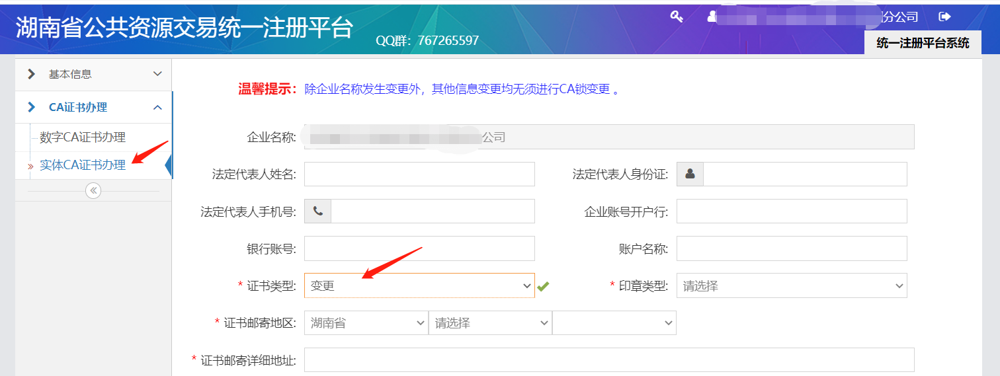 湖南省公共资源交易统一注册平台
QQ群：767265597
分公司
统一注册平台系统
基本信息
CA证书办理
数字CA证书办理
实体CA证书办理
温馨提示：除企业名称发生变更外，其他信息变更均无须进行CA锁变更 。
企业名称: 公司
法定代表人姓名: 法定代表人身份证:
法定代表人手机号: 企业账号开户行:
银行账号: 账户名称:
* 证书类型: 变更 * 印章类型: 请选择
* 证书邮寄地区: 湖南省 请选择
* 证书邮寄详细地址: